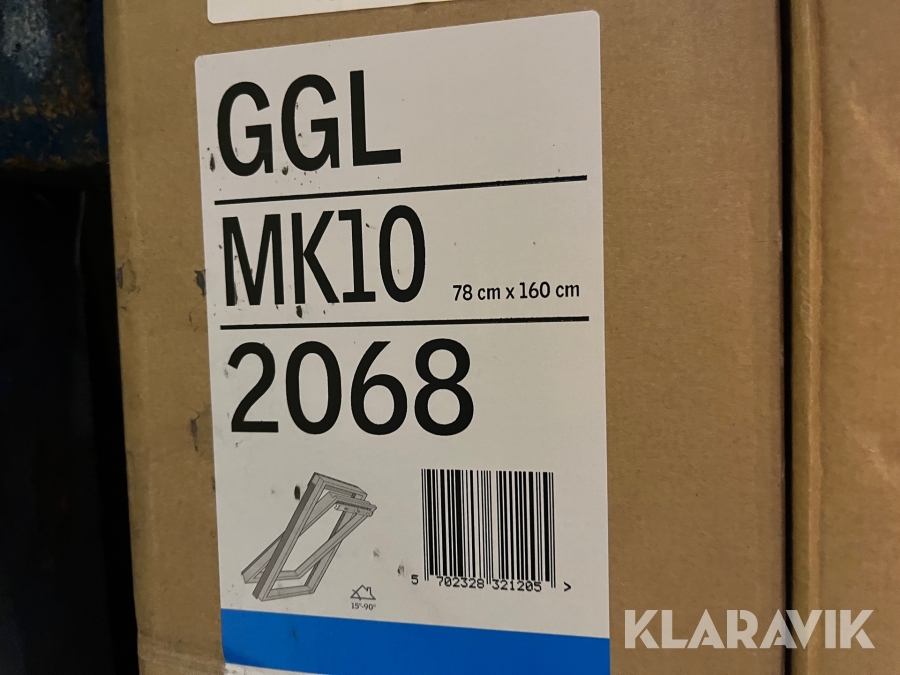 GGL
MK10
78 cm x 160 cm
2068
15°-90°
5 702328 321205 >
KLARAVIK